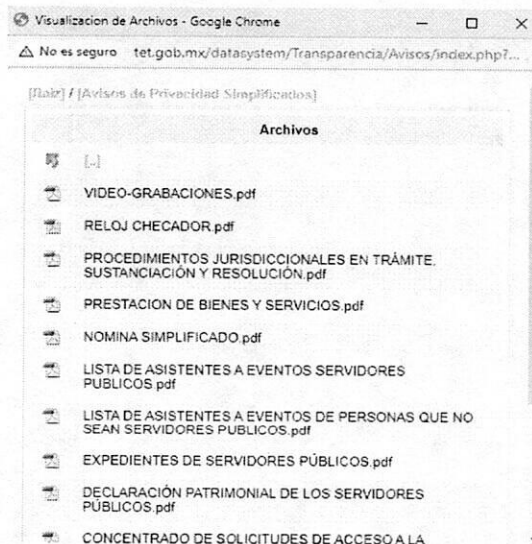 Visualizacion de Archivos - Google Chrome
No es seguro tet.gob.mx/datasystem/Transparencia/Avisos/index.php?...
[Raiz] / [Avisos de Privacidad Simplificados]
Archivos
[..]
VIDEO-GRABACIONES.pdf
RELOJ CHECADOR.pdf
PROCEDIMIENTOS JURISDICCIONALES EN TRÁMITE,
SUSTANCIACIÓN Y RESOLUCIÓN.pdf
PRESTACION DE BIENES Y SERVICIOS.pdf
NOMINA SIMPLIFICADO.pdf
LISTA DE ASISTENTES A EVENTOS SERVIDORES
PUBLICOS.pdf
LISTA DE ASISTENTES A EVENTOS DE PERSONAS QUE NO
SEAN SERVIDORES PUBLICOS.pdf
EXPEDIENTES DE SERVIDORES PÚBLICOS.pdf
DECLARACIÓN PATRIMONIAL DE LOS SERVIDORES
PÚBLICOS.pdf
CONCENTRADO DE SOLICITUDES DE ACCESO A LA